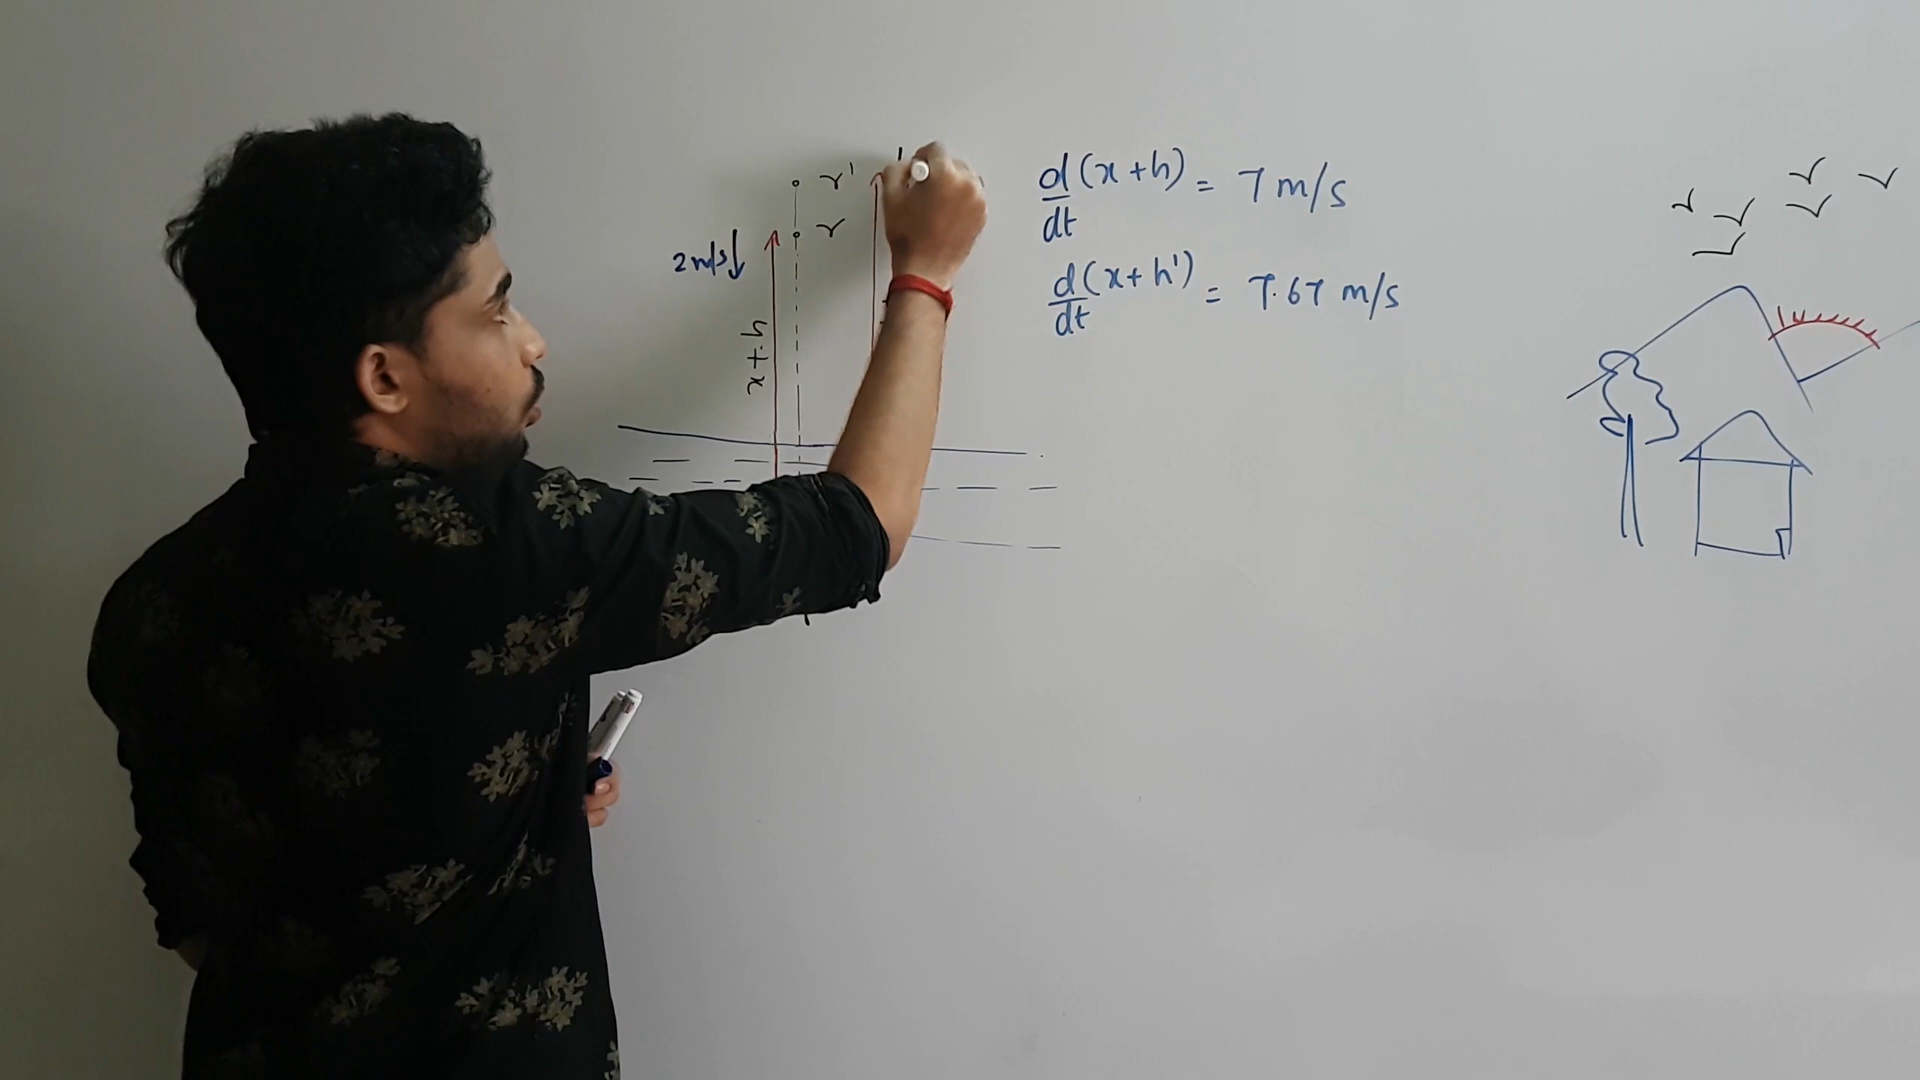 r'
r
2 m/s↓
x+h
d/dt (x+h) = 7 m/s
d/dt (x+h') = 7.67 m/s